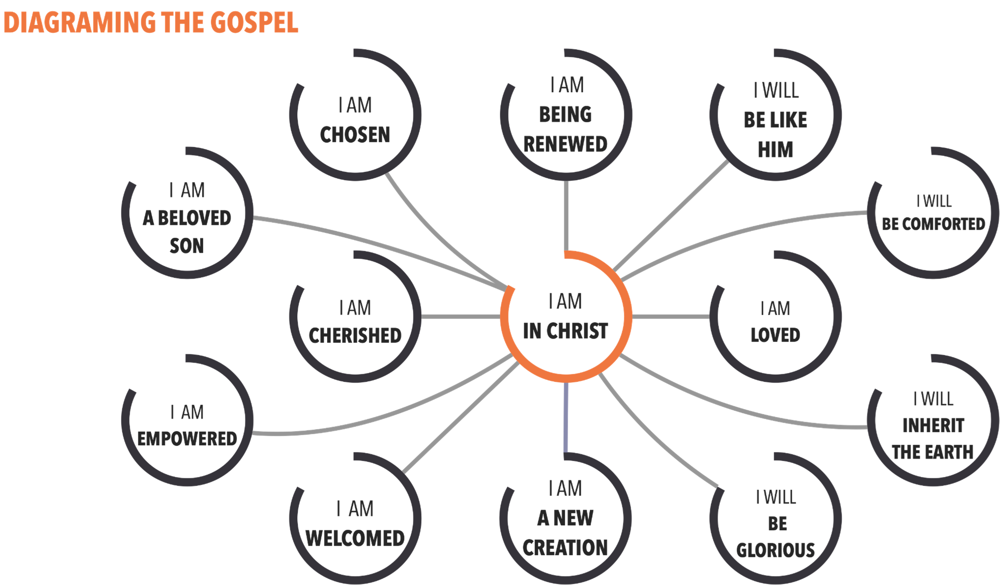 DIAGRAMING THE GOSPEL
I AM
CHOSEN
I AM
BEING
RENEWED
I WILL
BE LIKE
HIM
I AM
A BELOVED
SON
I WILL
BE COMFORTED
I AM
CHERISHED
I AM
IN CHRIST
I AM
LOVED
I AM
EMPOWERED
I WILL
INHERIT
THE EARTH
I AM
WELCOMED
I AM
A NEW
CREATION
I WILL
BE
GLORIOUS